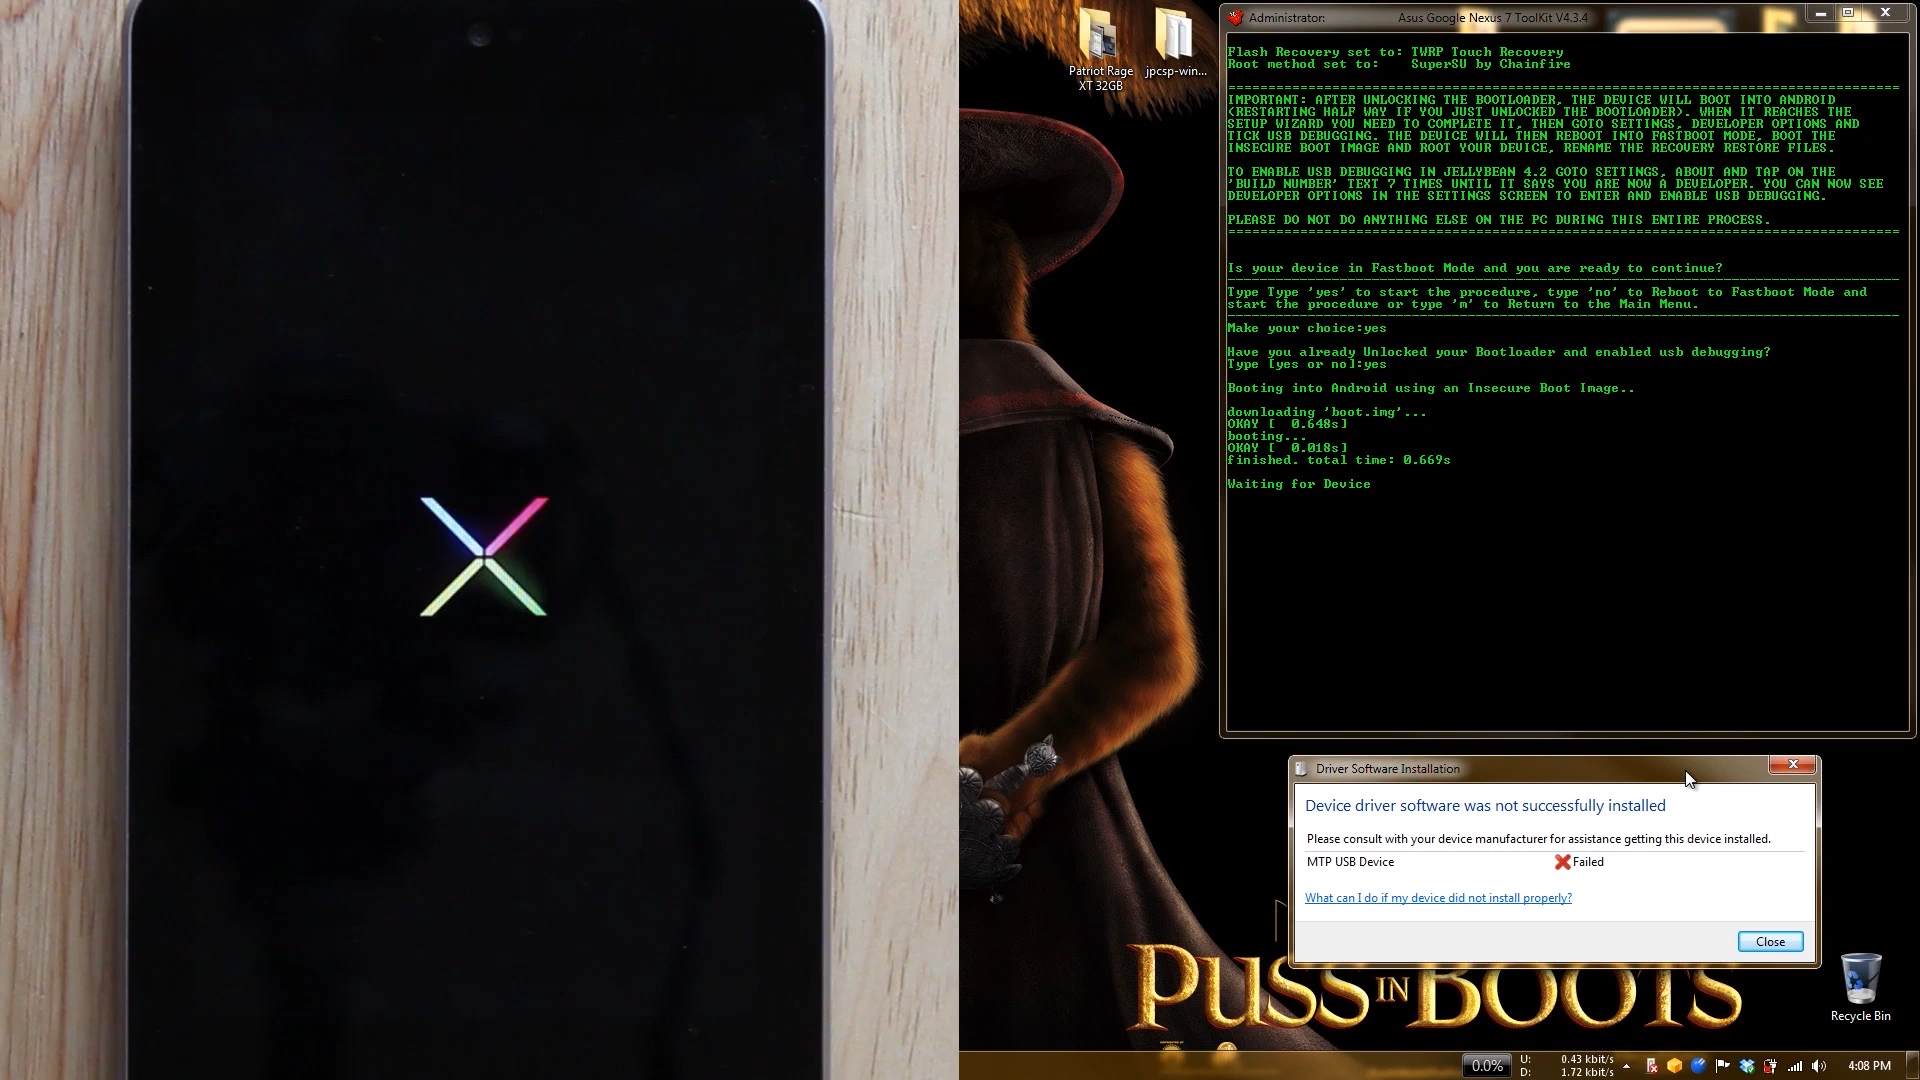 Patriot Rage
XT 32GB
jpcsp-win...
Administrator: Asus Google Nexus 7 ToolKit V4.3.4
Flash Recovery set to: TWRP Touch Recovery
Root method set to: SuperSU by Chainfire
IMPORTANT: AFTER UNLOCKING THE BOOTLOADER, THE DEVICE WILL BOOT INTO ANDROID
(RESTARTING HALF WAY IF YOU JUST UNLOCKED THE BOOTLOADER). WHEN IT REACHES THE
SETUP WIZARD YOU NEED TO COMPLETE IT, THEN GOTO SETTINGS, DEVELOPER OPTIONS AND
TICK USB DEBUGGING. THE DEVICE WILL THEN REBOOT INTO FASTBOOT MODE, BOOT THE
INSECURE BOOT IMAGE AND ROOT YOUR DEVICE, RENAME THE RECOVERY RESTORE FILES.
TO ENABLE USB DEBUGGING IN JELLYBEAN 4.2 GOTO SETTINGS, ABOUT AND TAP ON THE
'BUILD NUMBER' TEXT 7 TIMES UNTIL IT SAYS YOU ARE NOW A DEVELOPER. YOU CAN NOW SEE
DEVELOPER OPTIONS IN THE SETTINGS SCREEN TO ENTER AND ENABLE USB DEBUGGING.
PLEASE DO NOT DO ANYTHING ELSE ON THE PC DURING THIS ENTIRE PROCESS.
Is your device in Fastboot Mode and you are ready to continue?
Type Type 'yes' to start the procedure, type 'no' to Reboot to Fastboot Mode and
start the procedure or type 'm' to Return to the Main Menu.
Make your choice:yes
Have you already Unlocked your Bootloader and enabled usb debugging?
Type [yes or no]:yes
Booting into Android using an Insecure Boot Image..
downloading 'boot.img'...
OKAY [  0.648s]
booting...
OKAY [  0.018s]
finished. total time: 0.669s
Waiting for Device
Driver Software Installation
Device driver software was not successfully installed
Please consult with your device manufacturer for assistance getting this device installed.
MTP USB Device Failed
What can I do if my device did not install properly?
Close
PUSS IN BOOTS
Recycle Bin
0.0%
U: 0.43 kbit/s
D: 1.72 kbit/s
4:08 PM